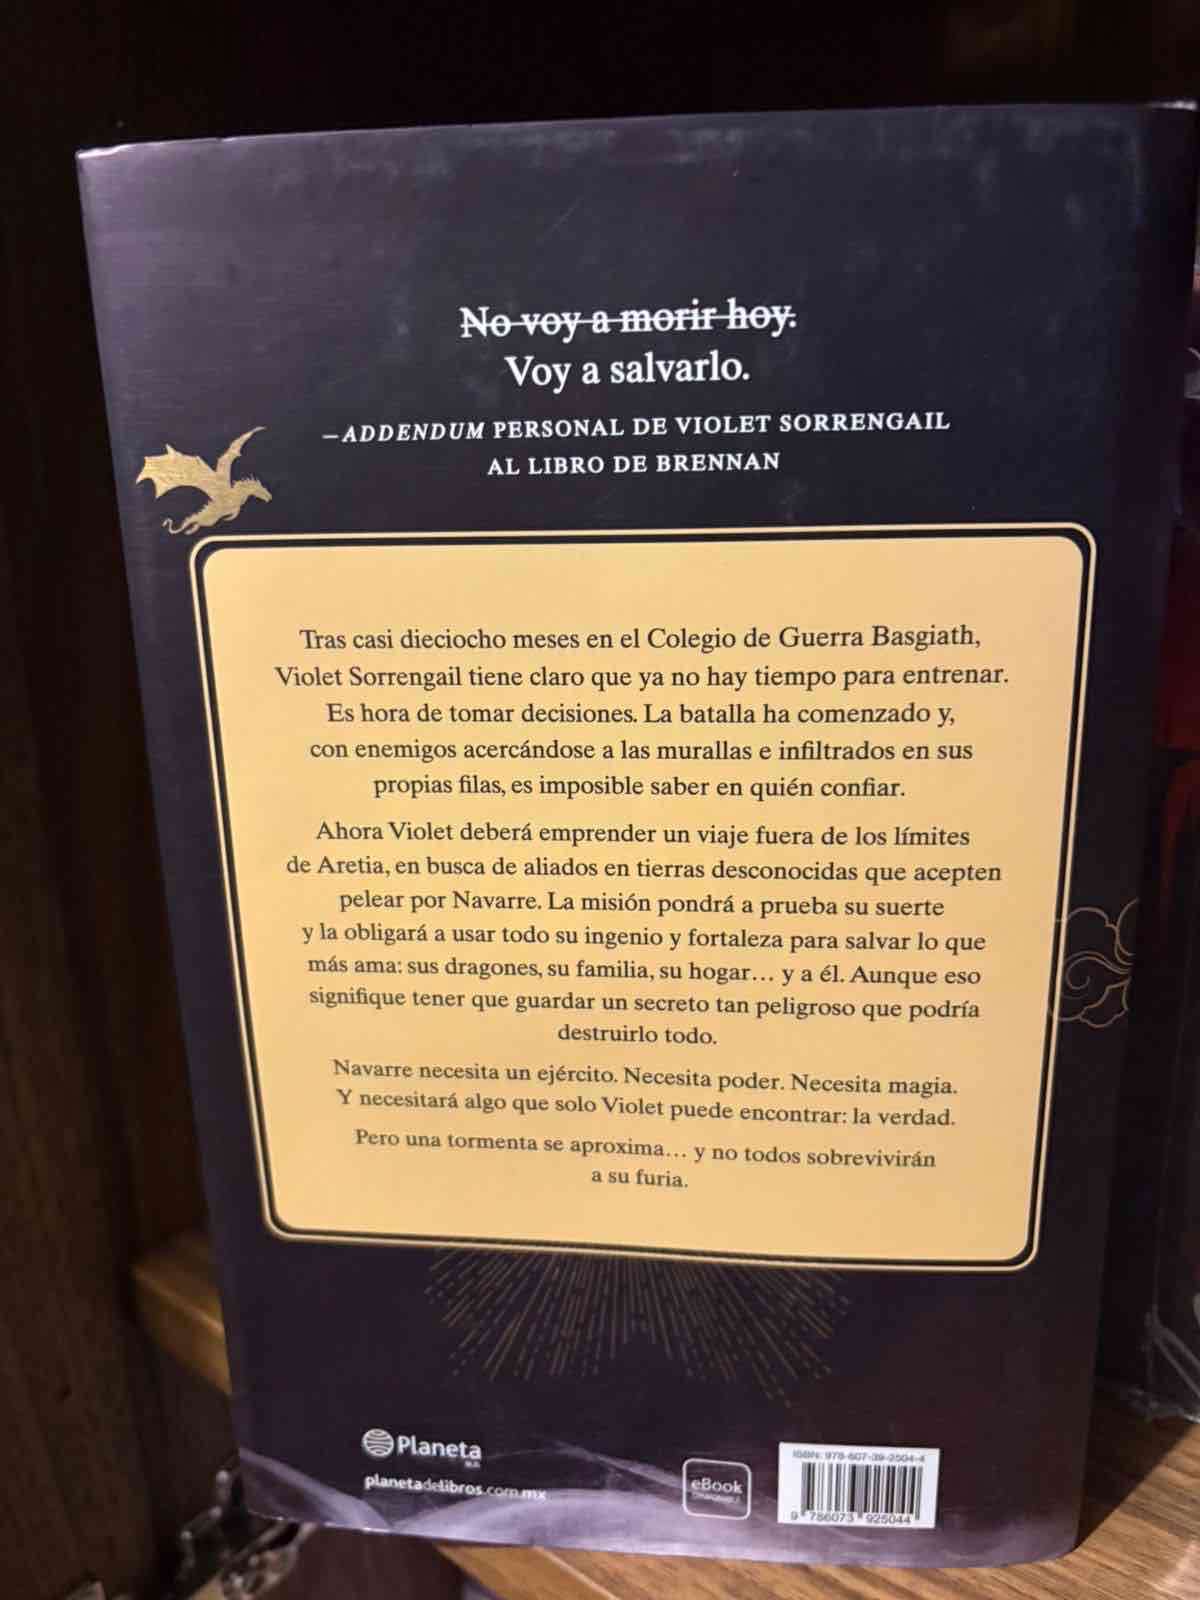 No voy a morir hoy.
Voy a salvarlo.
—ADDENDUM PERSONAL DE VIOLET SORRENGAIL
AL LIBRO DE BRENNAN
Tras casi dieciocho meses en el Colegio de Guerra Basgiath,
Violet Sorrengail tiene claro que ya no hay tiempo para entrenar.
Es hora de tomar decisiones. La batalla ha comenzado y,
con enemigos acercándose a las murallas e infiltrados en sus
propias filas, es imposible saber en quién confiar.
Ahora Violet deberá emprender un viaje fuera de los límites
de Aretia, en busca de aliados en tierras desconocidas que acepten
pelear por Navarre. La misión pondrá a prueba su suerte
y la obligará a usar todo su ingenio y fortaleza para salvar lo que
más ama: sus dragones, su familia, su hogar… y a él. Aunque eso
signifique tener que guardar un secreto tan peligroso que podría
destruirlo todo.
Navarre necesita un ejército. Necesita poder. Necesita magia.
Y necesitará algo que solo Violet puede encontrar: la verdad.
Pero una tormenta se aproxima… y no todos sobrevivirán
a su furia.
Planeta
planetadelibros.com.mx
eBook
ISBN: 978-607-39-2504-4
9 786073 925044